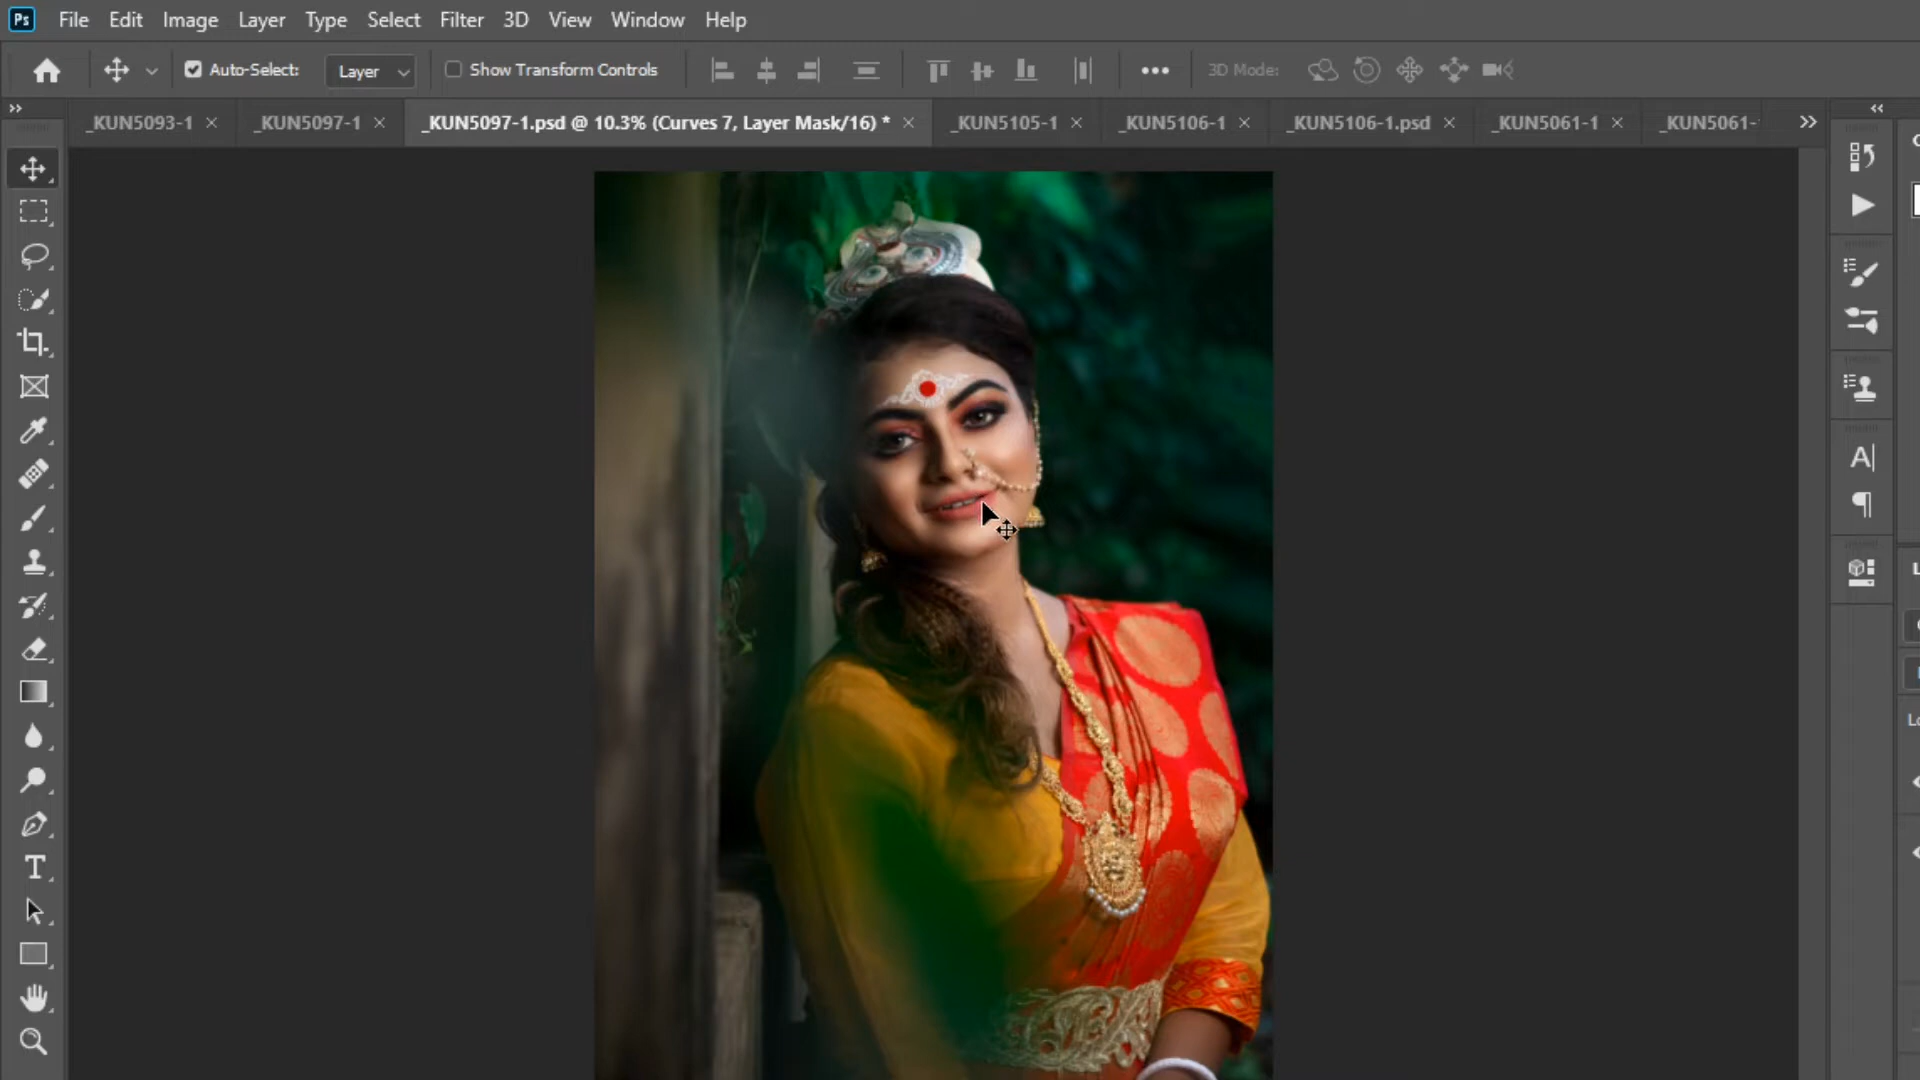 Ps File Edit Image Layer Type Select Filter 3D View Window Help
Auto-Select: Layer Show Transform Controls 3D Mode:
_KUN5093-1 × _KUN5097-1 × _KUN5097-1.psd @ 10.3% (Curves 7, Layer Mask/16) * × _KUN5105-1 × _KUN5106-1 × _KUN5106-1.psd × _KUN5061-1 × _KUN5061-